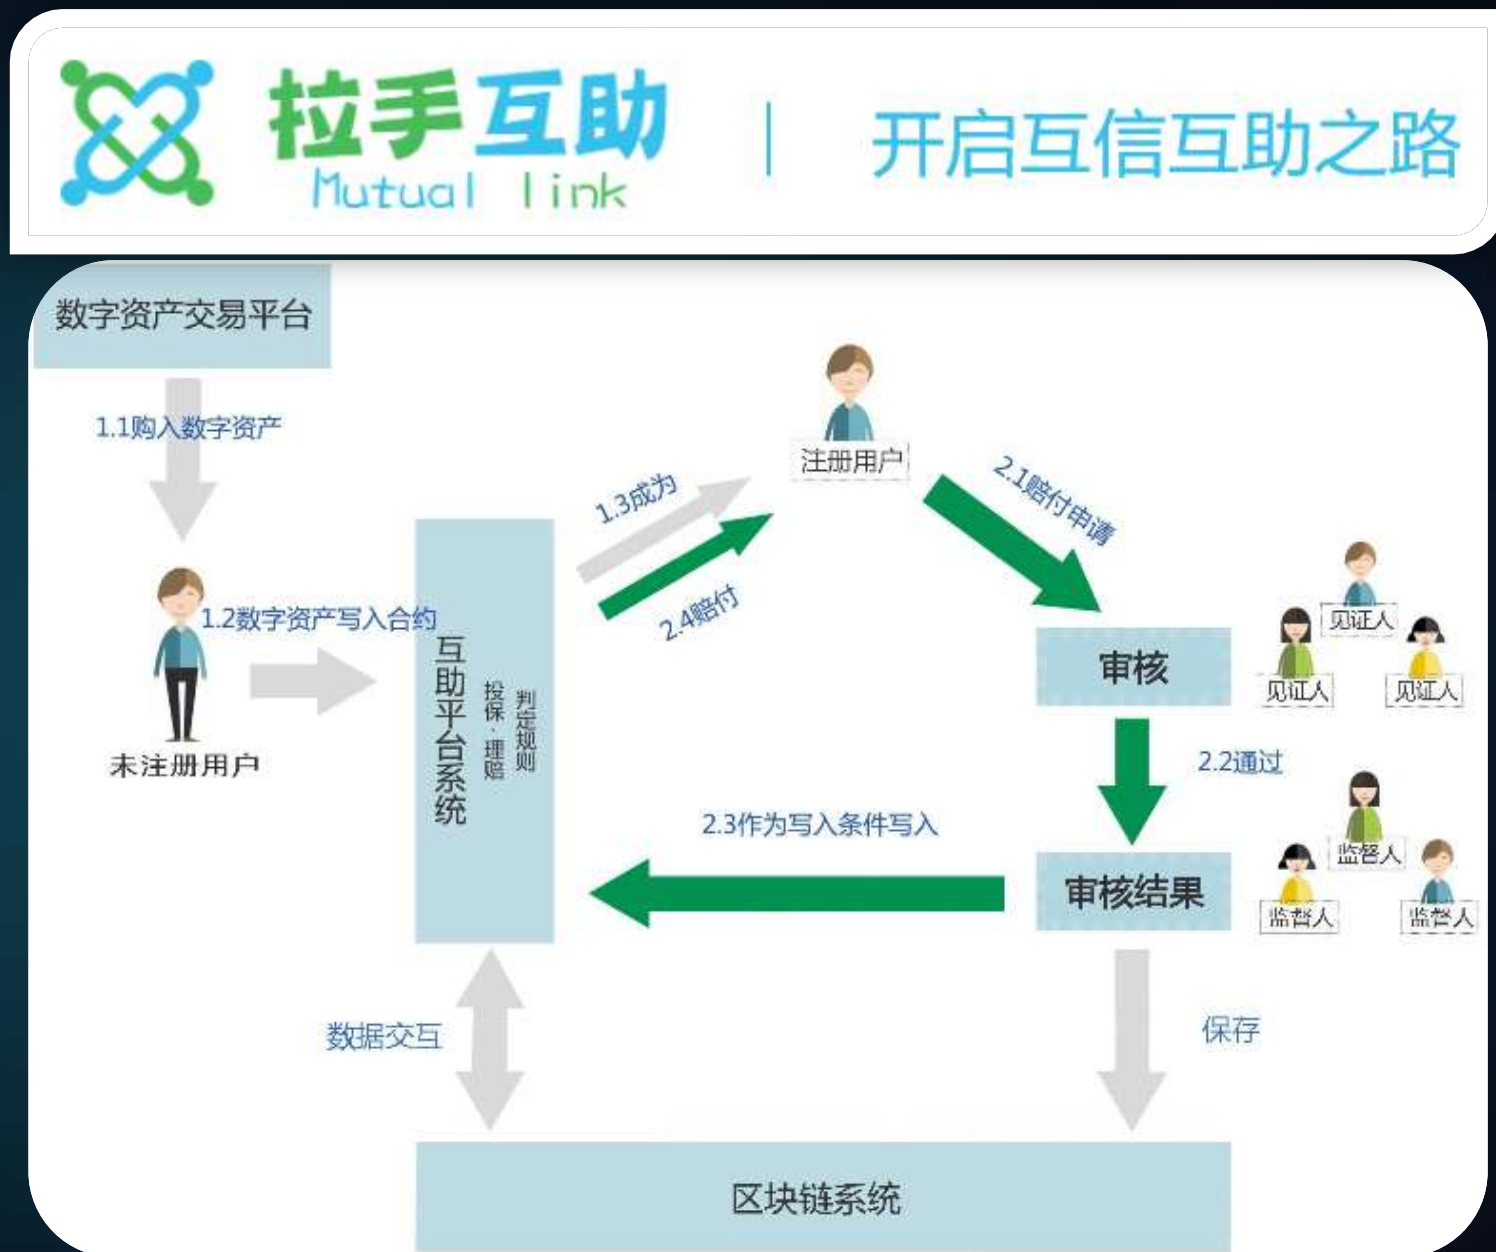 拉手互助
Mutual link
开启互信互助之路
数字资产交易平台
1.1购入数字资产
注册用户
1.3成为
2.4赔付
2.1赔付申请
1.2数字资产写入合约
未注册用户
互助平台系统
投保、理赔
判定规则
审核
见证人
见证人
见证人
2.2通过
2.3作为写入条件写入
审核结果
监督人
监督人
监督人
数据交互
保存
区块链系统